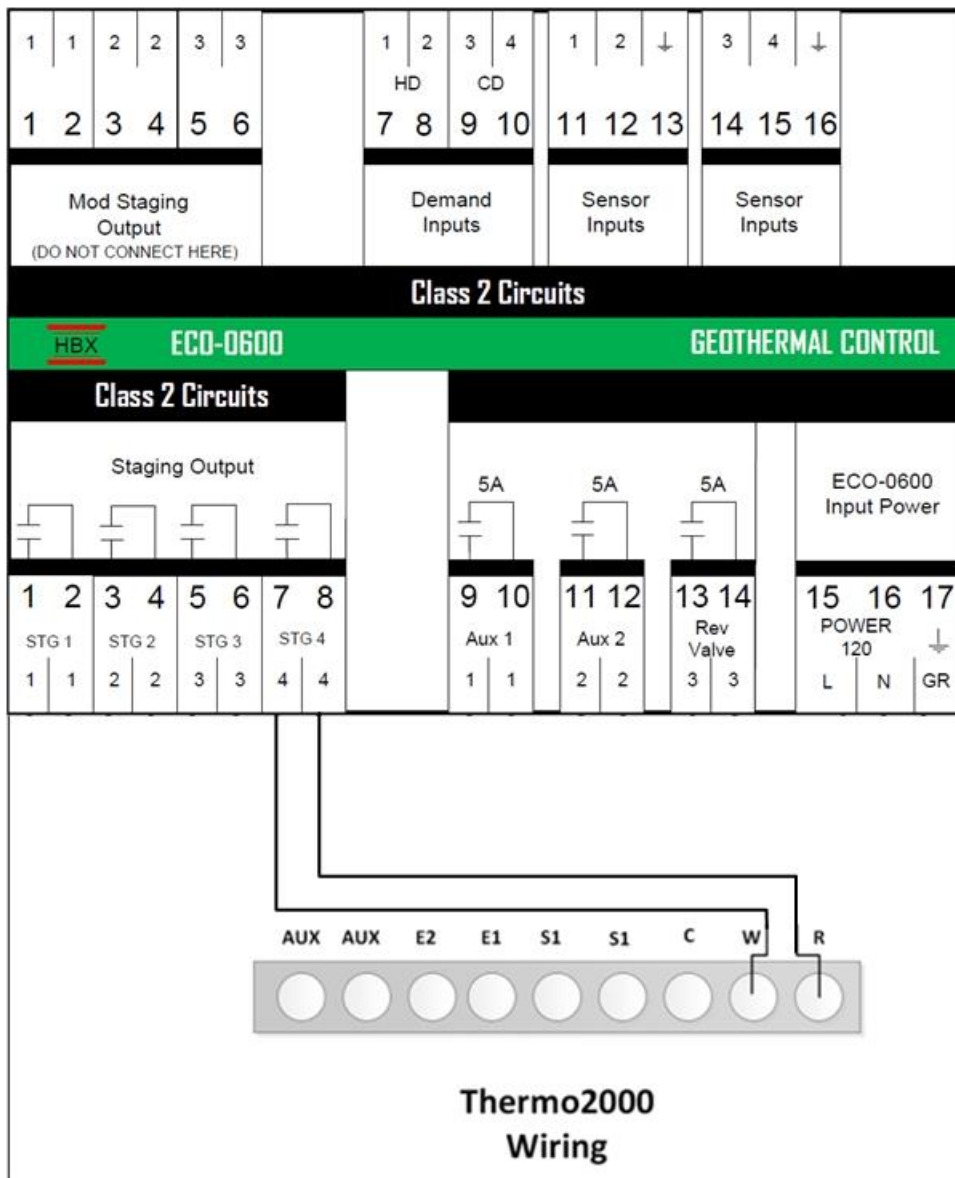 1 1 2 2 3 3 1 2 3 4 1 2 3 4
HD CD
1 2 3 4 5 6 7 8 9 10 11 12 13 14 15 16
Mod Staging
Output
(DO NOT CONNECT HERE)
Demand
Inputs
Sensor
Inputs
Sensor
Inputs
Class 2 Circuits
HBX ECO-0600 GEOTHERMAL CONTROL
Class 2 Circuits
Staging Output
5A 5A 5A
ECO-0600
Input Power
1 2 3 4 5 6 7 8 9 10 11 12 13 14 15 16 17
STG 1 STG 2 STG 3 STG 4
Aux 1
Aux 2
Rev
Valve
POWER
120
1 1 2 2 3 3 4 4 1 1 2 2 3 3 L N GR
AUX AUX E2 E1 S1 S1 C W R
Thermo2000
Wiring